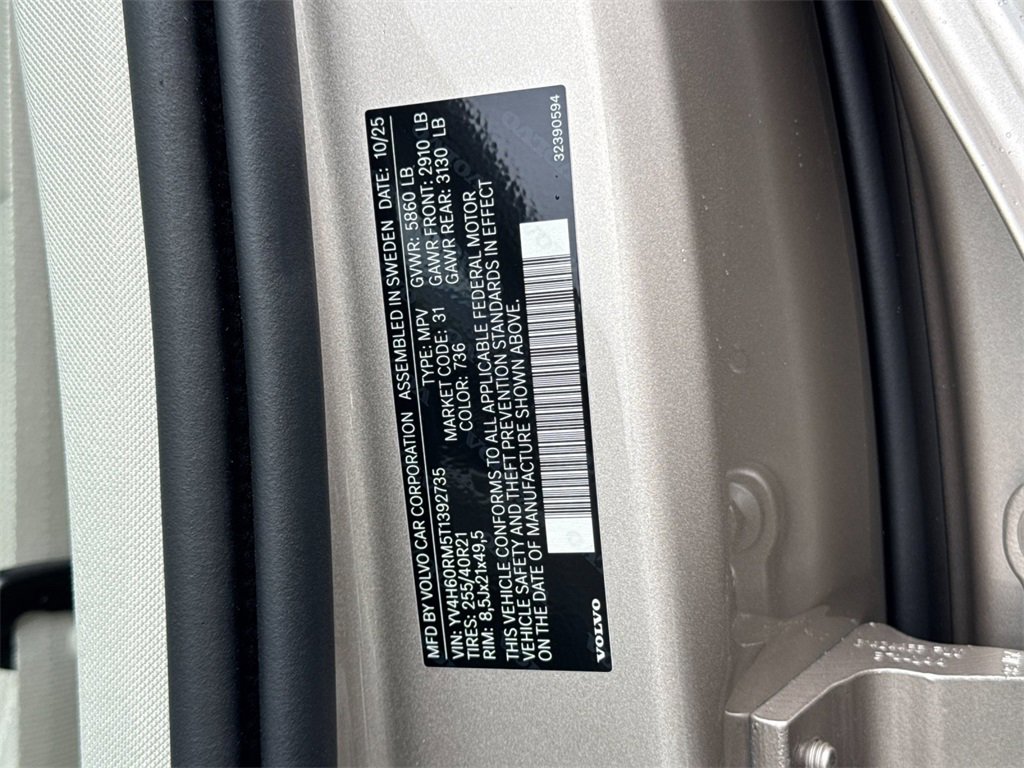 MFD BY VOLVO CAR CORPORATION ASSEMBLED IN SWEDEN DATE: 10/25
VIN: YV4H60RM5T1392735 TYPE: MPV GVWR: 5860 LB
TIRES: 255/40R21 MARKET CODE: 31 GAWR FRONT: 2910 LB
RIM: 8,5Jx21x49,5 COLOR: 736 GAWR REAR: 3130 LB
THIS VEHICLE CONFORMS TO ALL APPLICABLE FEDERAL MOTOR
VEHICLE SAFETY AND THEFT PREVENTION STANDARDS IN EFFECT
ON THE DATE OF MANUFACTURE SHOWN ABOVE.
VOLVO 32390594